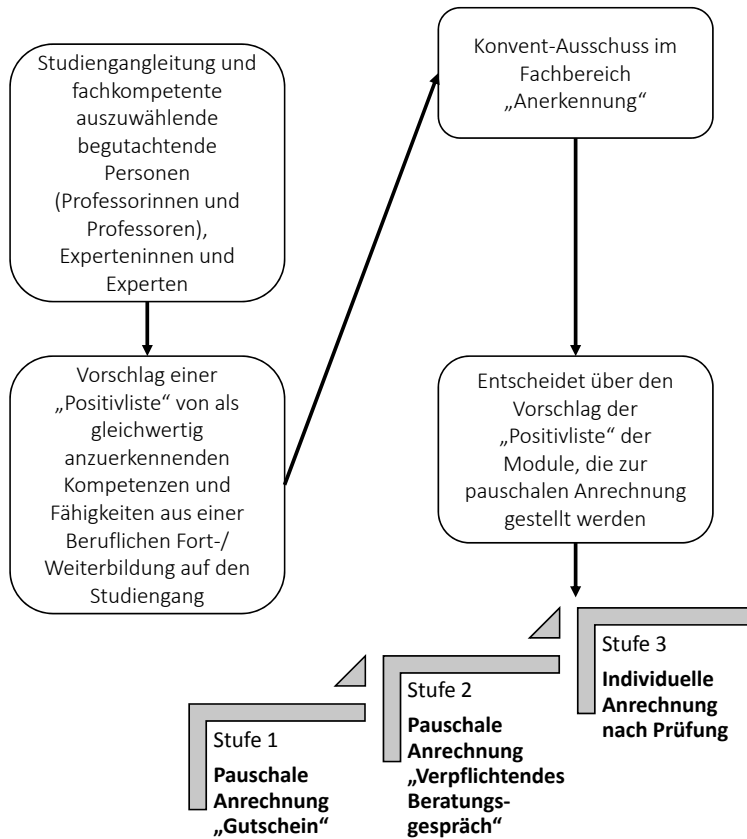 Studiengangleitung und
fachkompetente
auszuwählende
begutachtende
Personen
(Professorinnen und
Professoren),
Experteninnen und
Experten
Vorschlag einer
„Positivliste“ von als
gleichwertig
anzuerkennenden
Kompetenzen und
Fähigkeiten aus einer
Beruflichen Fort-/
Weiterbildung auf den
Studiengang
Konvent-Ausschuss im
Fachbereich
„Anerkennung“
Entscheidet über den
Vorschlag der
„Positivliste“ der
Module, die zur
pauschalen Anrechnung
gestellt werden
Stufe 1
Pauschale
Anrechnung
„Gutschein“
Stufe 2
Pauschale
Anrechnung
„Verpflichtendes
Beratungs-
gespräch“
Stufe 3
Individuelle
Anrechnung
nach Prüfung